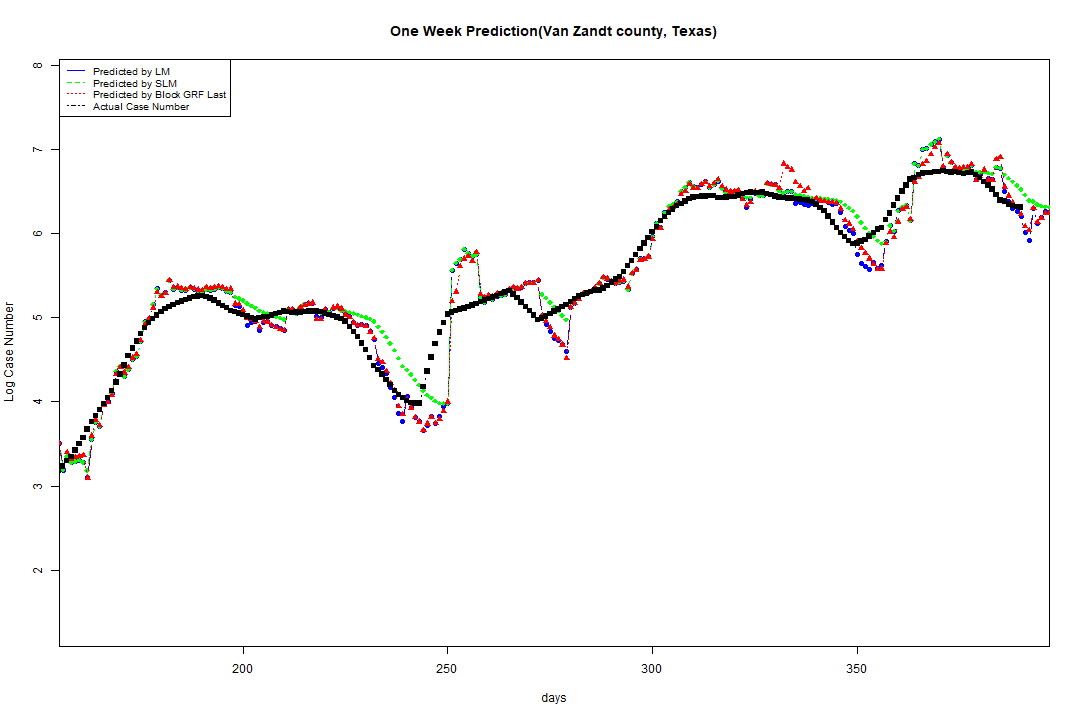 One Week Prediction(Van Zandt county, Texas)
Predicted by LM
Predicted by SLM
Predicted by Block GRF Last
Actual Case Number
8
7
6
5
4
3
2
Log Case Number
200
250
300
350
days